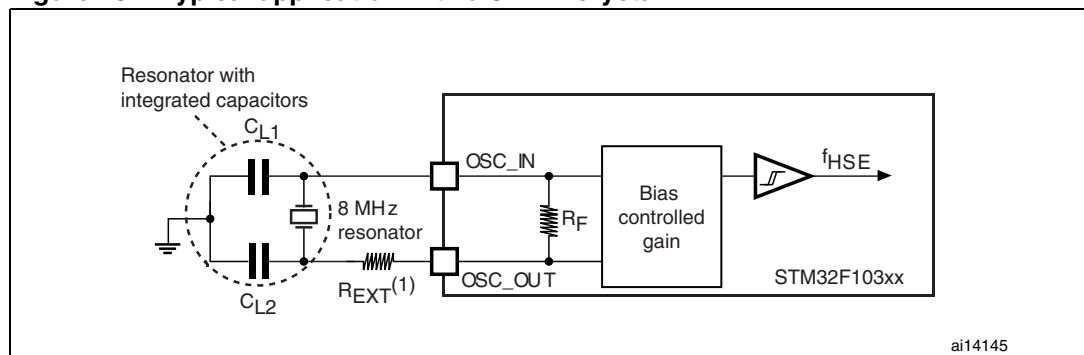 Resonator with
integrated capacitors
CL1
OSC_IN
fHSE
8 MHz
resonator
RF
Bias
controlled
gain
REXT(1)
OSC_OUT
STM32F103xx
CL2
ai14145